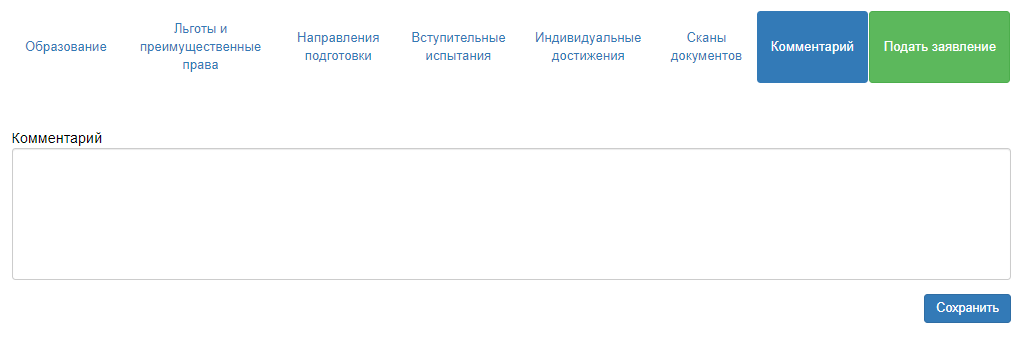 Образование
Льготы и
преимущественные
права
Направления
подготовки
Вступительные
испытания
Индивидуальные
достижения
Сканы
документов
Комментарий
Подать заявление
Комментарий
Сохранить